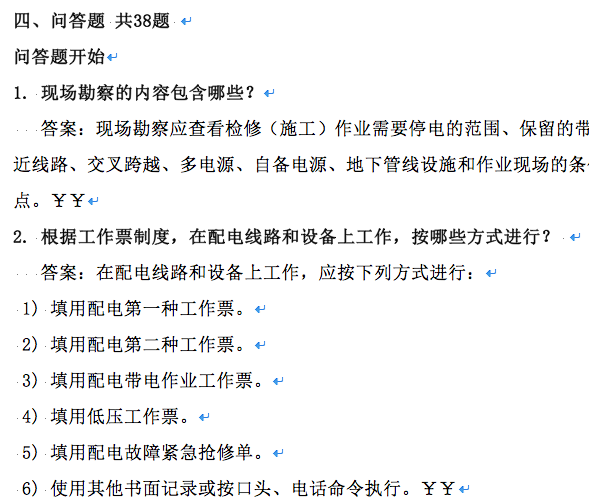 四、问答题 共38题
问答题开始
1. 现场勘察的内容包含哪些?
答案：现场勘察应查看检修（施工）作业需要停电的范围、保留的带
近线路、交叉跨越、多电源、自备电源、地下管线设施和作业现场的条
点。￥￥
2. 根据工作票制度，在配电线路和设备上工作，按哪些方式进行?
答案：在配电线路和设备上工作，应按下列方式进行：
1) 填用配电第一种工作票。
2) 填用配电第二种工作票。
3) 填用配电带电作业工作票。
4) 填用低压工作票。
5) 填用配电故障紧急抢修单。
6) 使用其他书面记录或按口头、电话命令执行。￥￥